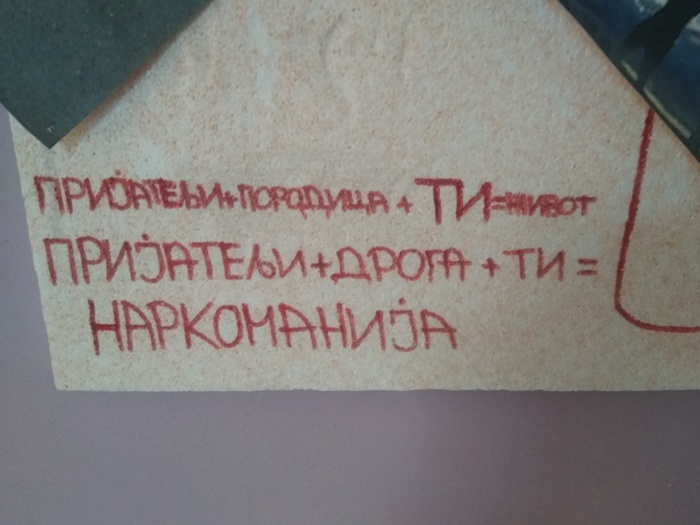 ПРИЈАТЕЉИ+ПОРОДИЦА + ТИ=ЖИВОТ
ПРИЈАТЕЉИ+ДРОГА + ТИ =
НАРКОМАНИЈА